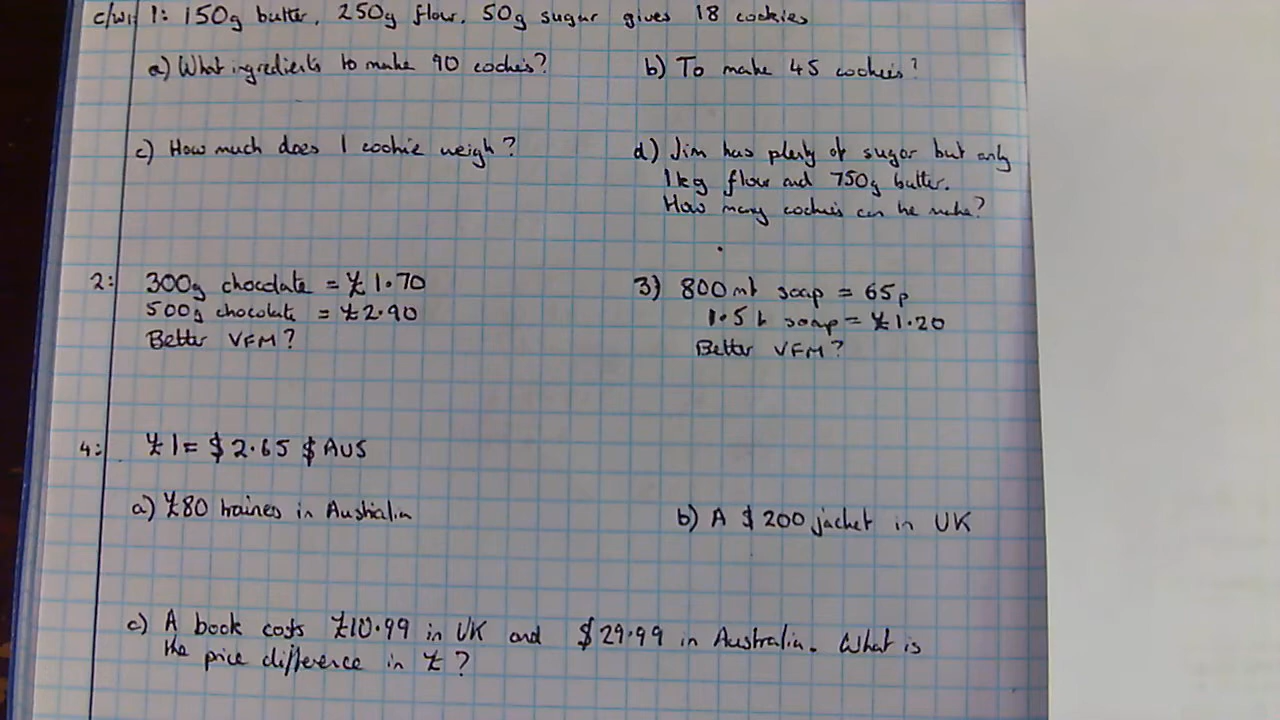 c/w 1: 150g butter, 250g flour, 50g sugar gives 18 cookies
a) What ingredients to make 90 cookies?
b) To make 45 cookies?
c) How much does 1 cookie weigh?
d) Jim has plenty of sugar but only
1kg flour and 750g butter.
How many cookies can he make?
2: 300g chocolate = £1.70
500g chocolate = £2.90
Better VFM?
3) 800ml soap = 65p
1.5 L soap = £1.20
Better VFM?
4: £1 = $2.65 $AUS
a) £80 trainers in Australia
b) A $200 jacket in UK
c) A book costs £10.99 in UK and $29.99 in Australia. What is
the price difference in £?